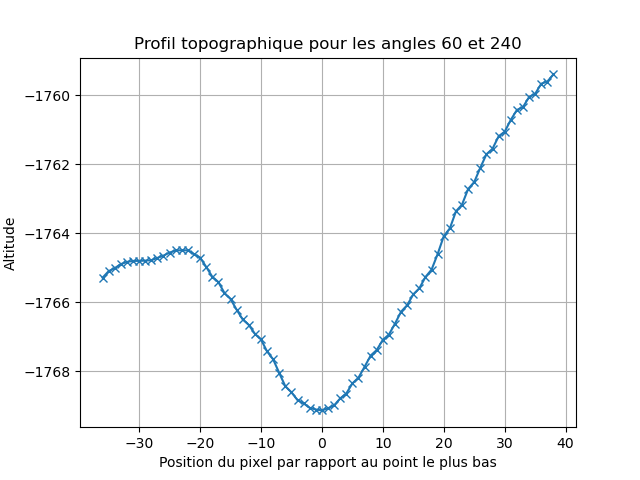 Profil topographique pour les angles 60 et 240
−1760
−1762
−1764
−1766
−1768
Altitude
−30 −20 −10 0 10 20 30 40
Position du pixel par rapport au point le plus bas